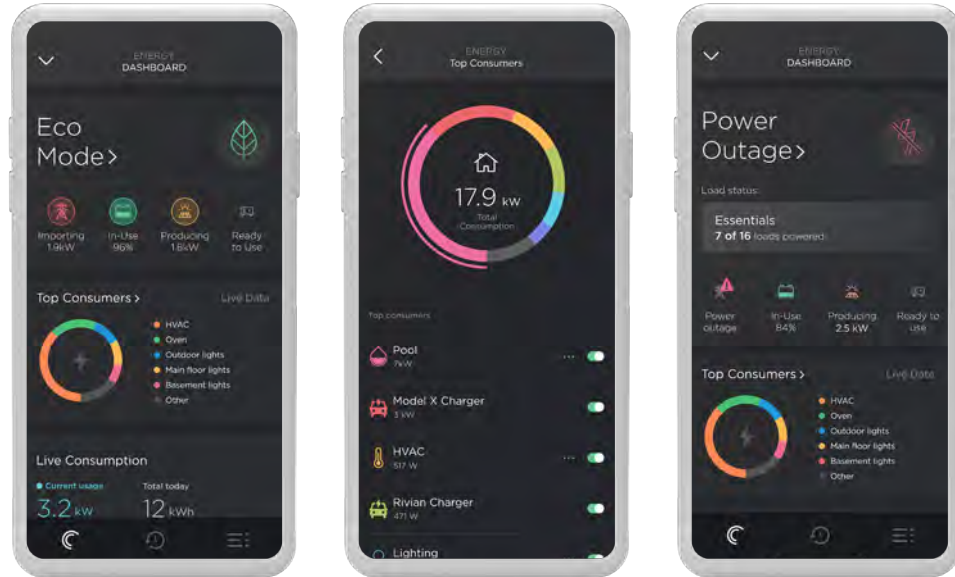 ENERGY
DASHBOARD
Eco
Mode >
Importing
1.9kW
In-Use
96%
Producing
1.6kW
Ready
to Use
Top Consumers >
Live Data
HVAC
Oven
Outdoor lights
Main floor lights
Basement lights
Other
Live Consumption
Current usage
3.2 kW
Total today
12 kWh
ENERGY
Top Consumers
17.9 kW
Total
Consumption
Top consumers
Pool
7kW
Model X Charger
3 kW
HVAC
517 W
Rivian Charger
471 W
Lighting
ENERGY
DASHBOARD
Power
Outage >
Load status:
Essentials
7 of 16 loads powered
Power
outage
In-Use
84%
Producing
2.5 kW
Ready to
use
Top Consumers >
Live Data
HVAC
Oven
Outdoor lights
Main floor lights
Basement lights
Other